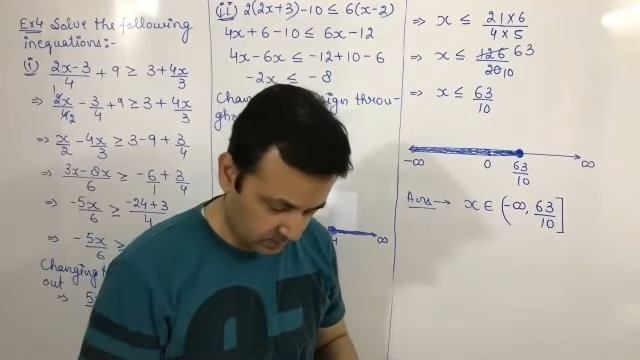 Ex4 Solve the following
inequations:-
(i) 2x-3/4 + 9 ≥ 3 + 4x/3
⇒ 2x/4 - 3/4 + 9 ≥ 3 + 4x/3
1 2
⇒ x/2 - 4x/3 ≥ 3 - 9 + 3/4
⇒ 3x - 8x/6 ≥ -6/1 + 3/4
⇒ -5x/6 ≥ -24+3/4
⇒ -5x/6 ≥
Changing
out
⇒
(ii) 2(2x+3)-10 ≤ 6(x-2)
4x + 6 - 10 ≤ 6x - 12
4x - 6x ≤ -12 + 10 - 6
-2x ≤ -8
sign throu-
∞
⇒ x ≤ 21 x 6/4 x 5
⇒ x ≤ 126/20 63
10
⇒ x ≤ 63/10
-∞ 0 63/10 ∞
Ans → x ∈ (-∞, 63/10]